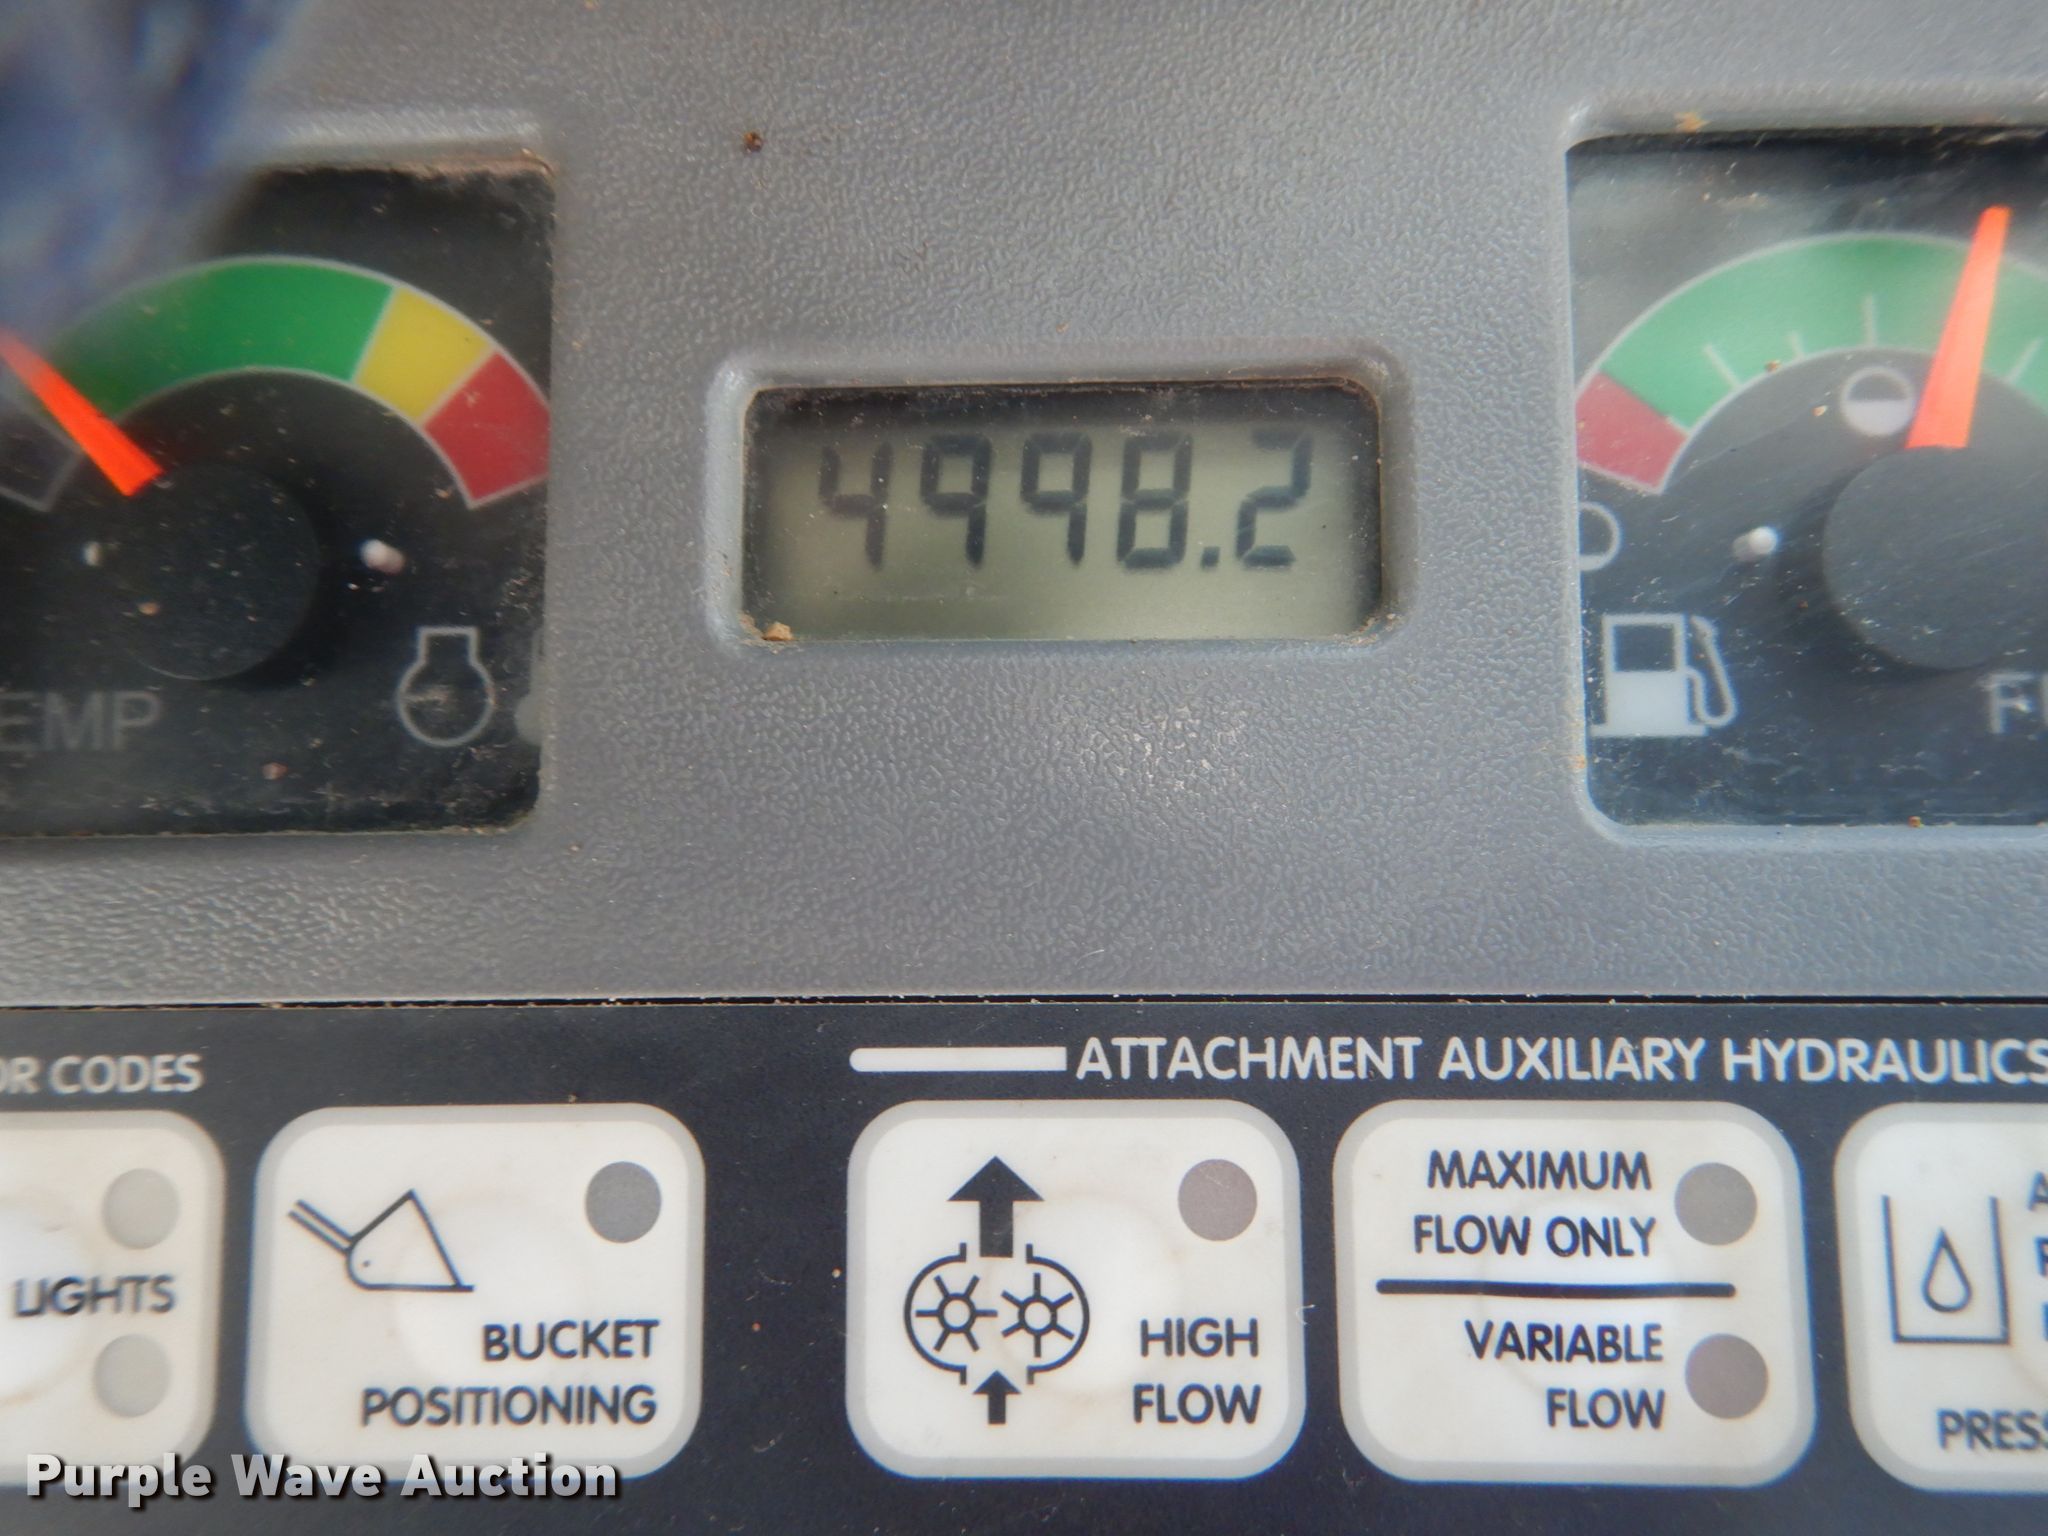 4998.2
EMP
OR CODES
ATTACHMENT AUXILIARY HYDRAULICS
LIGHTS
BUCKET
POSITIONING
HIGH
FLOW
MAXIMUM
FLOW ONLY
VARIABLE
FLOW
PRESS
Purple Wave Auction